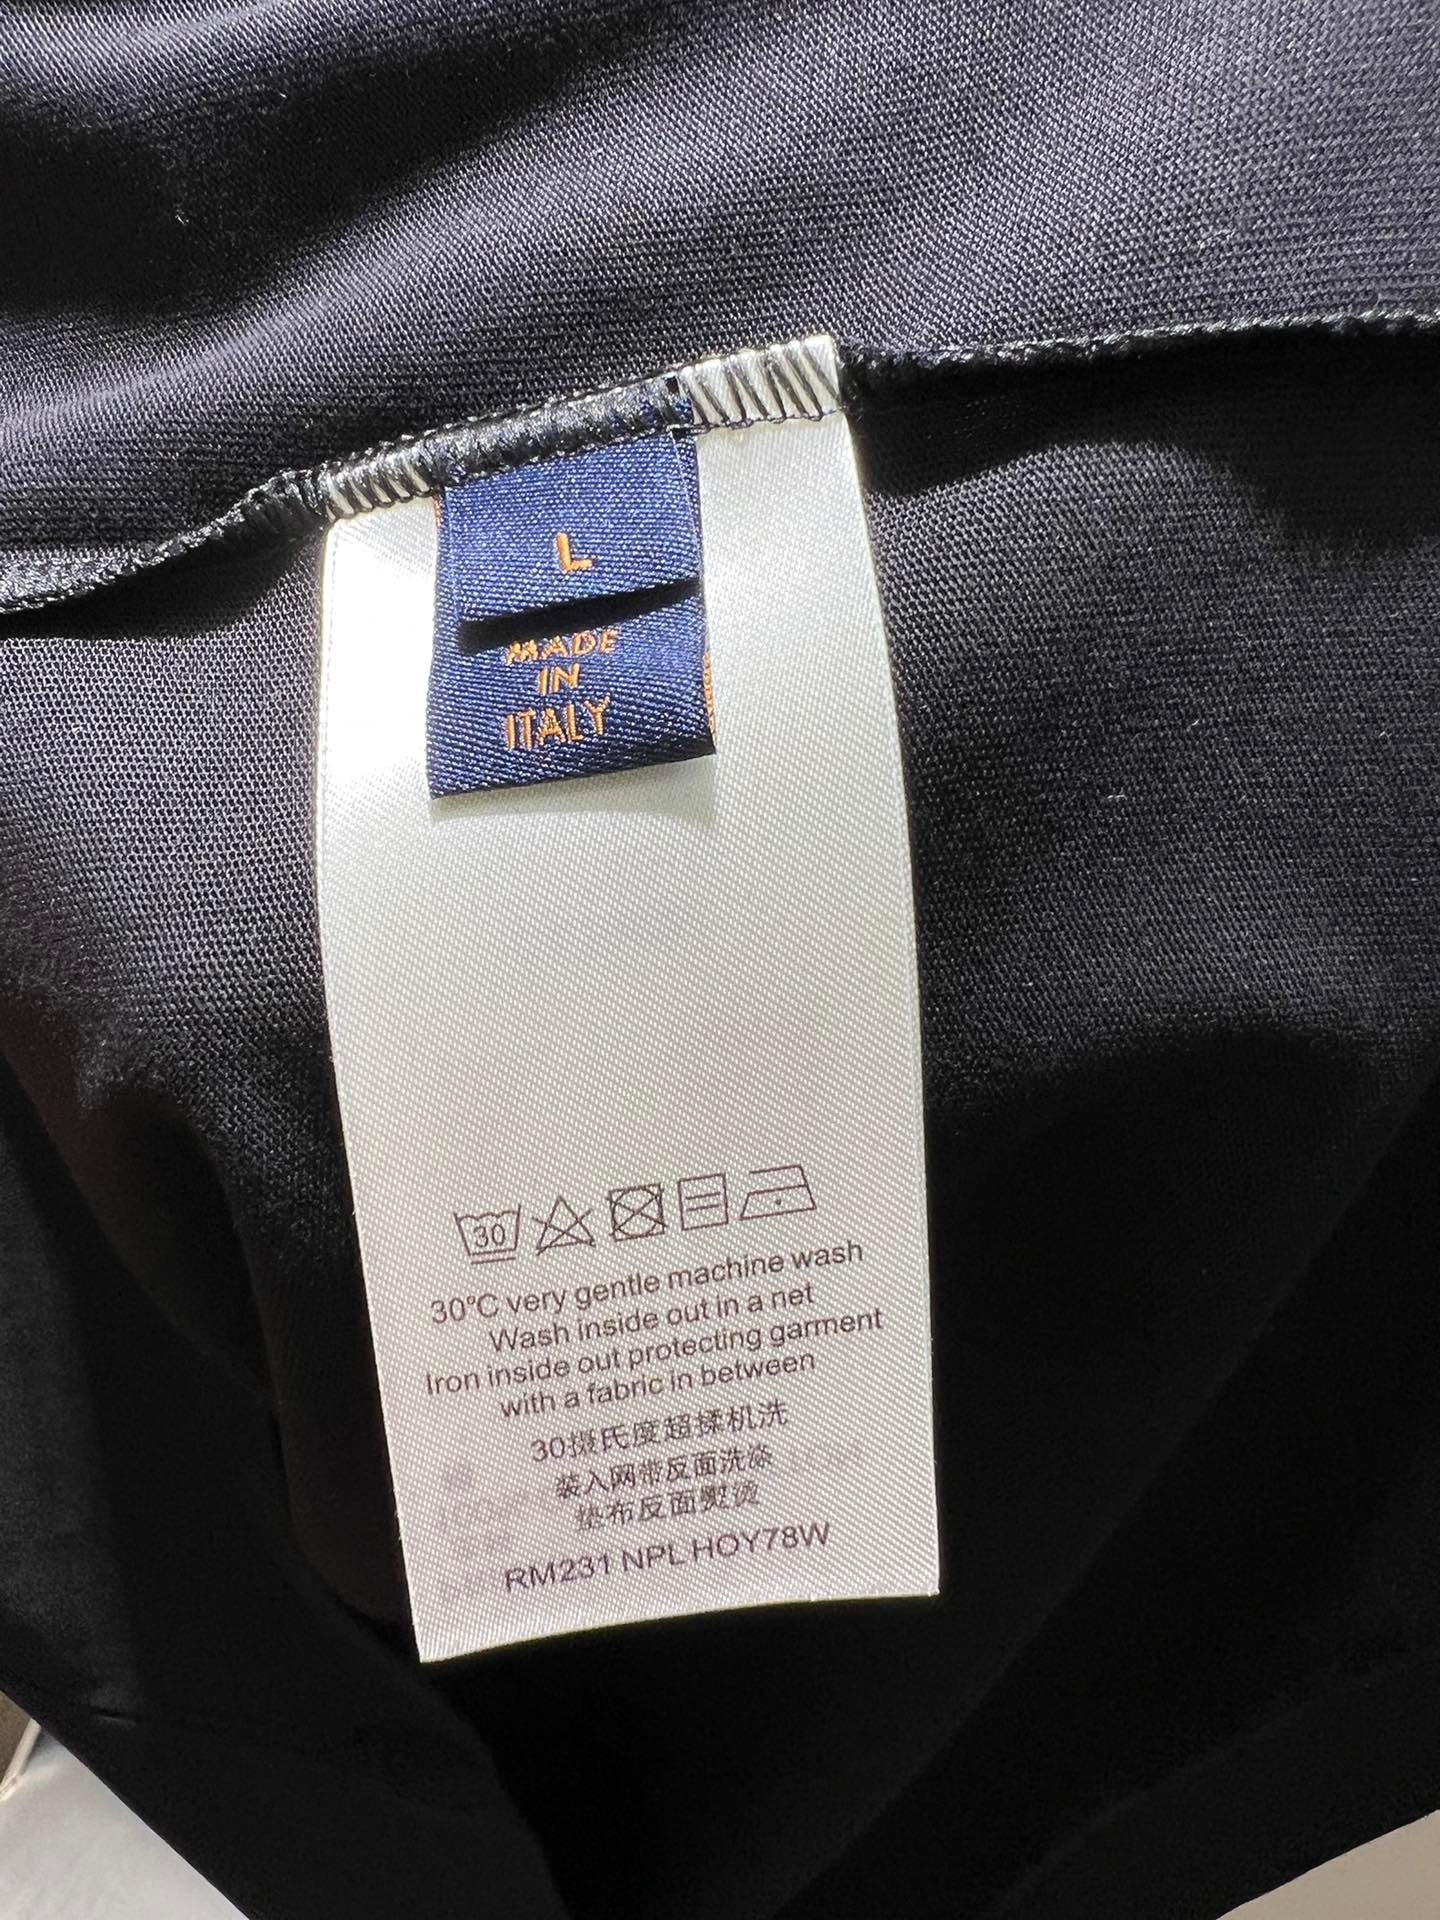 L
MADE
IN
ITALY
30
30°C very gentle machine wash
Wash inside out in a net
Iron inside out protecting garment
with a fabric in between
30摄氏度超揉机洗
装入网带反面洗涤
垫布反面熨烫
RM231 NPL HOY78W